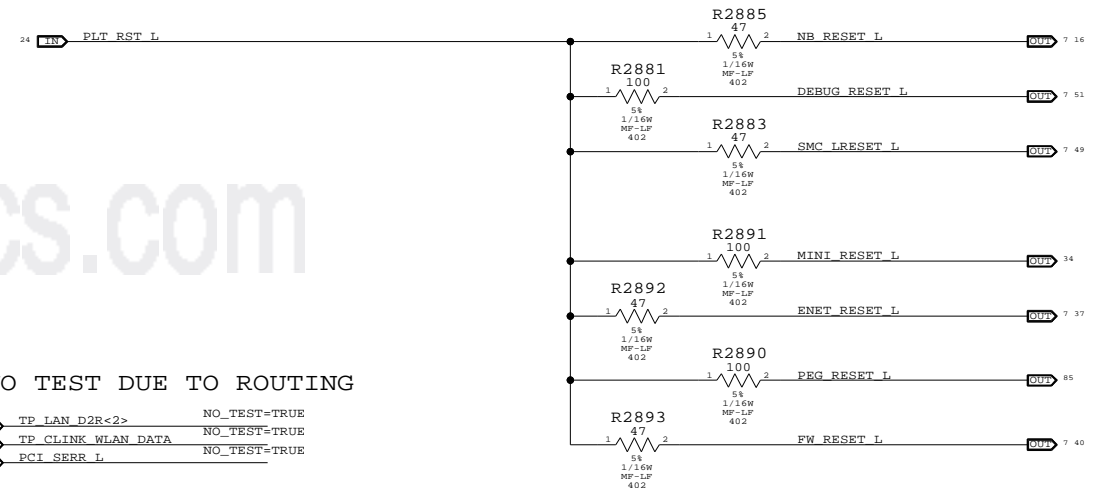 R2885
24 IN PLT_RST_L 1 47 2 NB_RESET_L OUT 7 16
5%
1/16W
MF-LF
402
R2881
1 100 2 DEBUG_RESET_L OUT 7 51
5%
1/16W
MF-LF
402
R2883
1 47 2 SMC_LRESET_L OUT 7 49
5%
1/16W
MF-LF
402
cs.com
R2891
1 100 2 MINI_RESET_L OUT 34
5%
1/16W
MF-LF
402
R2892
1 47 2 ENET_RESET_L OUT 7 37
5%
1/16W
MF-LF
402
R2890
1 100 2 PEG_RESET_L OUT 85
5%
1/16W
MF-LF
402
R2893
1 47 2 FW_RESET_L OUT 7 40
5%
1/16W
MF-LF
402
O TEST DUE TO ROUTING
TP_LAN_D2R<2> NO_TEST=TRUE
TP_CLINK_WLAN_DATA NO_TEST=TRUE
PCI_SERR_L NO_TEST=TRUE